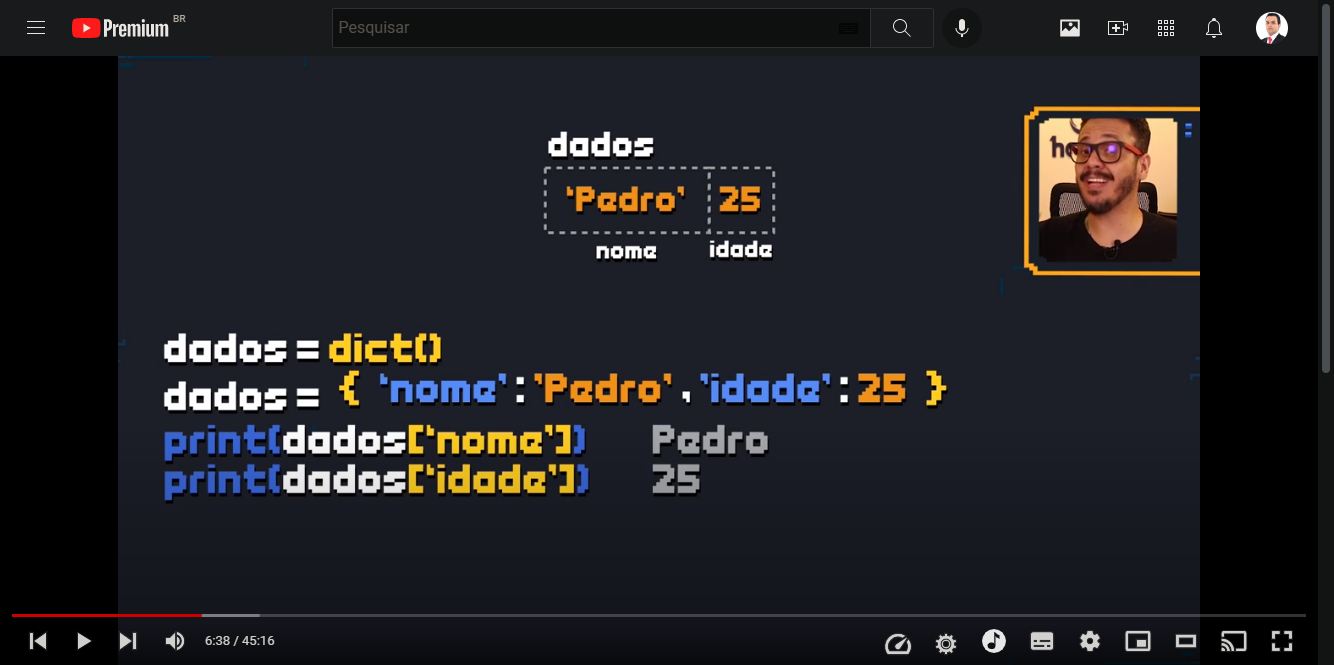 Premium BR
Pesquisar
dados
'Pedro' 25
nome idade
dados = dict()
dados = { 'nome':'Pedro','idade':25 }
print(dados['nome']) Pedro
print(dados['idade']) 25
6:38 / 45:16